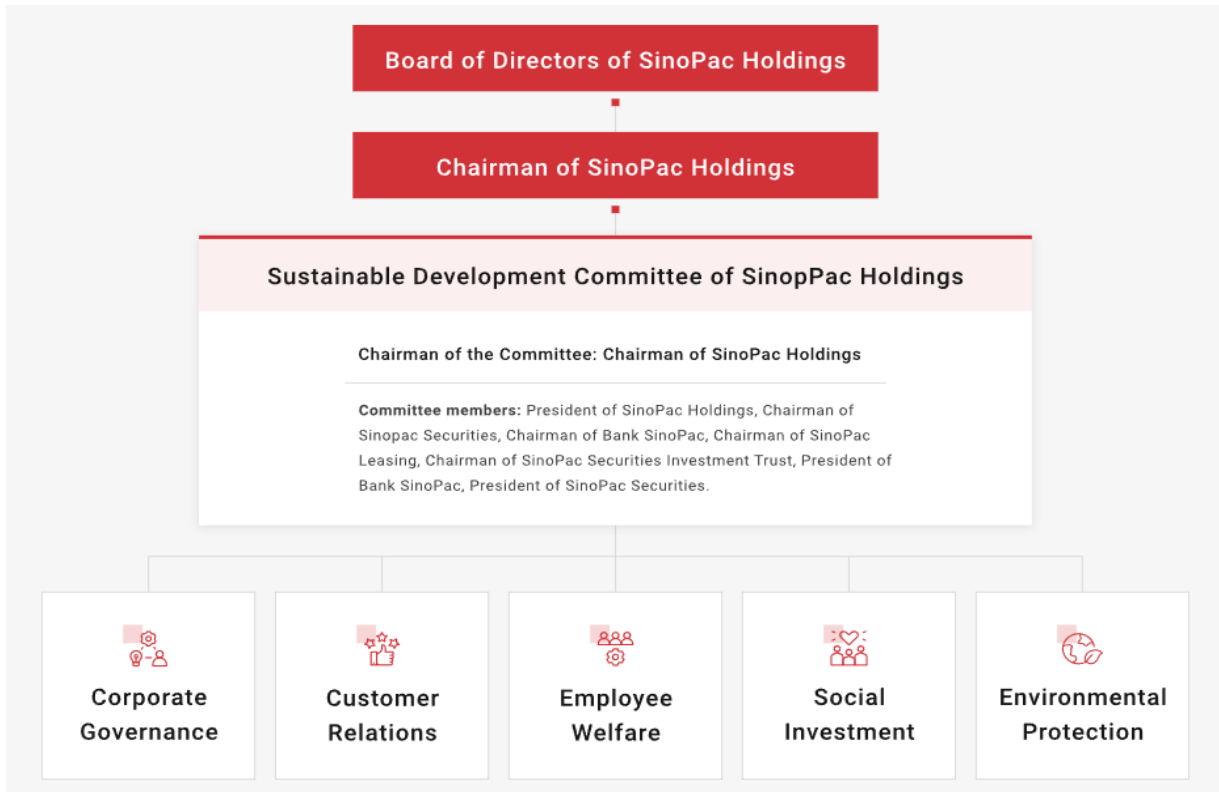 Board of Directors of SinoPac Holdings
Chairman of SinoPac Holdings
Sustainable Development Committee of SinopPac Holdings
Chairman of the Committee: Chairman of SinoPac Holdings
Committee members: President of SinoPac Holdings, Chairman of
Sinopac Securities, Chairman of Bank SinoPac, Chairman of SinoPac
Leasing, Chairman of SinoPac Securities Investment Trust, President of
Bank SinoPac, President of SinoPac Securities.
Corporate
Governance
Customer
Relations
Employee
Welfare
Social
Investment
Environmental
Protection